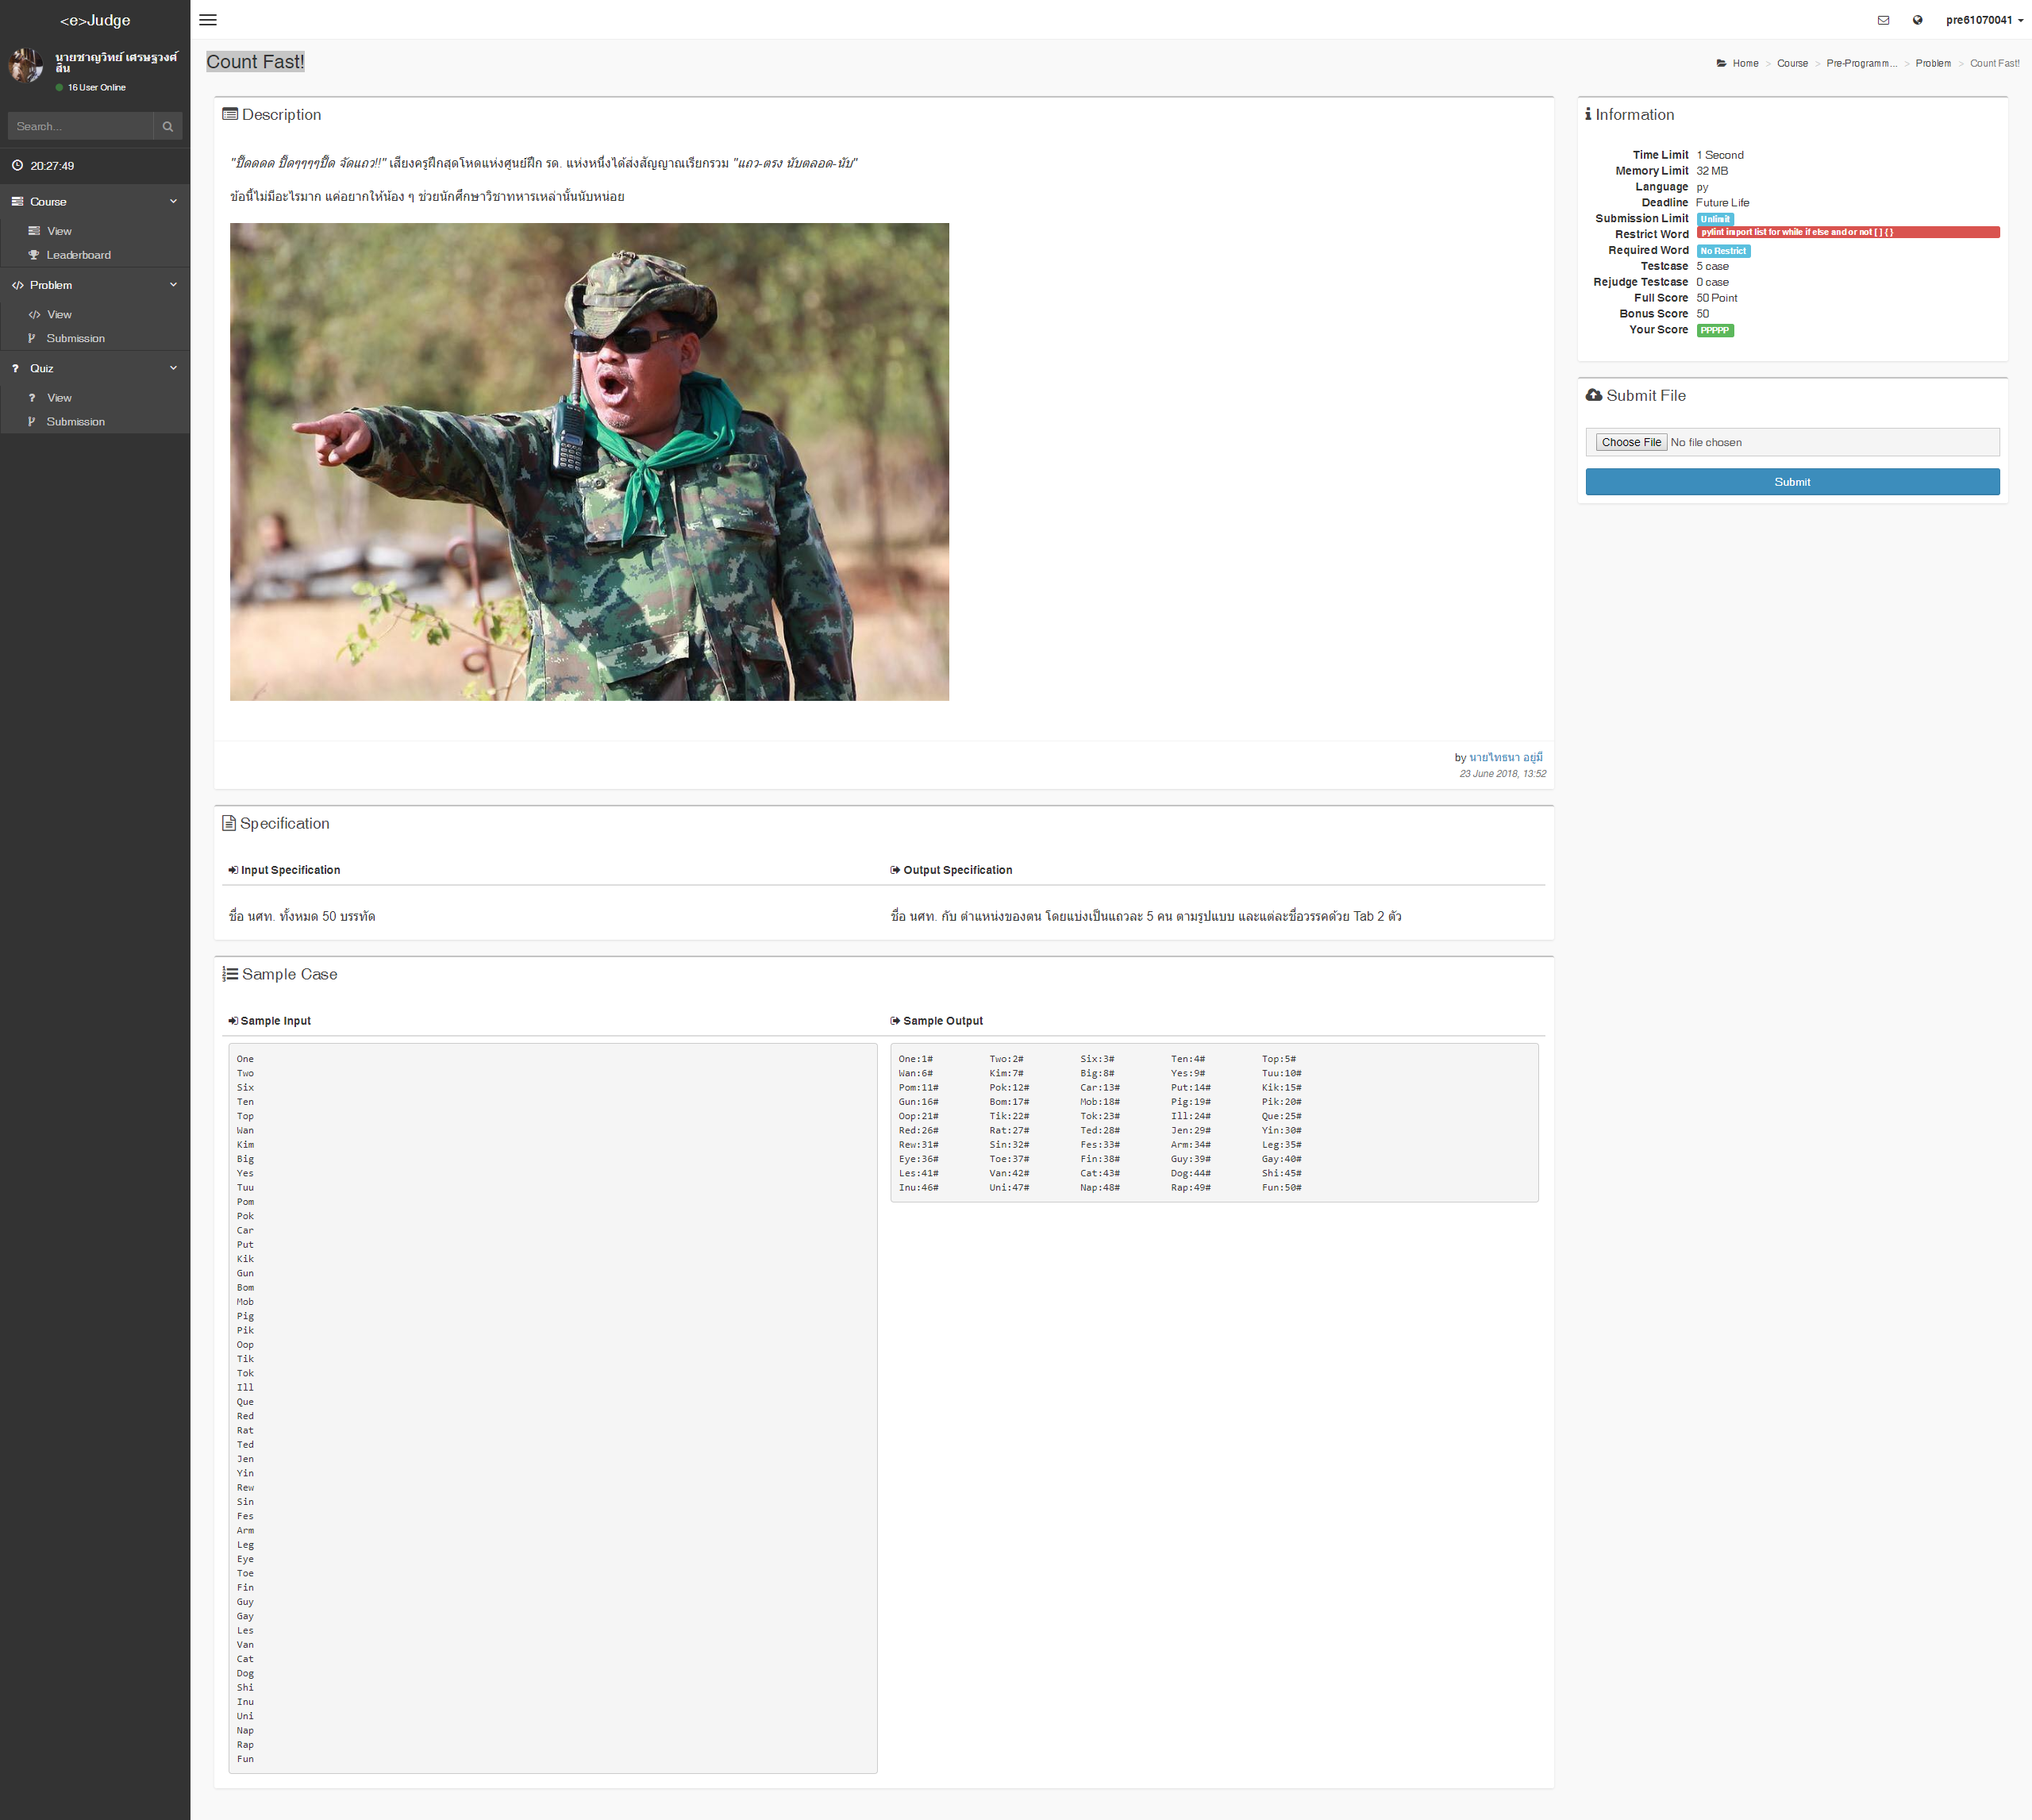 <e>Judge
pre61070041
นายชาญวิทย์ เศรษฐวงศ์
สิน
16 User Online
Search...
20:27:49
Course
View
Leaderboard
Problem
View
Submission
Quiz
View
Submission
Count Fast!
Home > Course > Pre-Programm... > Problem > Count Fast!
Description
"ปี๊ดดดด ปี๊ดๆๆๆๆปี๊ด จัดแถว!!" เสียงครูฝึกสุดโหดแห่งศูนย์ฝึก รด. แห่งหนึ่งได้ส่งสัญญาณเรียกรวม "แถว-ตรง นับตลอด-นับ"
ข้อนี้ไม่มีอะไรมาก แค่อยากให้น้อง ๆ ช่วยนักศึกษาวิชาทหารเหล่านั้นนับหน่อย
by นายไทธนา อยู่มี
23 June 2018, 13:52
Information
Time Limit 1 Second
Memory Limit 32 MB
Language py
Deadline Future Life
Submission Limit Unlimit
Restrict Word pylint import list for while if else and or not [ ] { }
Required Word No Restrict
Testcase 5 case
Rejudge Testcase 0 case
Full Score 50 Point
Bonus Score 50
Your Score PPPPP
Submit File
Choose File No file chosen
Submit
Specification
Input Specification
ชื่อ นศท. ทั้งหมด 50 บรรทัด
Output Specification
ชื่อ นศท. กับ ตำแหน่งของตน โดยแบ่งเป็นแถวละ 5 คน ตามรูปแบบ และแต่ละชื่อวรรคด้วย Tab 2 ตัว
Sample Case
Sample Input
One
Two
Six
Ten
Top
Wan
Kim
Big
Yes
Tuu
Pom
Pok
Car
Put
Kik
Gun
Bom
Mob
Pig
Pik
Oop
Tik
Tok
Ill
Que
Red
Rat
Ted
Jen
Yin
Rew
Sin
Fes
Arm
Leg
Eye
Toe
Fin
Guy
Gay
Les
Van
Cat
Dog
Shi
Inu
Uni
Nap
Rap
Fun
Sample Output
One:1# Two:2# Six:3# Ten:4# Top:5#
Wan:6# Kim:7# Big:8# Yes:9# Tuu:10#
Pom:11# Pok:12# Car:13# Put:14# Kik:15#
Gun:16# Bom:17# Mob:18# Pig:19# Pik:20#
Oop:21# Tik:22# Tok:23# Ill:24# Que:25#
Red:26# Rat:27# Ted:28# Jen:29# Yin:30#
Rew:31# Sin:32# Fes:33# Arm:34# Leg:35#
Eye:36# Toe:37# Fin:38# Guy:39# Gay:40#
Les:41# Van:42# Cat:43# Dog:44# Shi:45#
Inu:46# Uni:47# Nap:48# Rap:49# Fun:50#